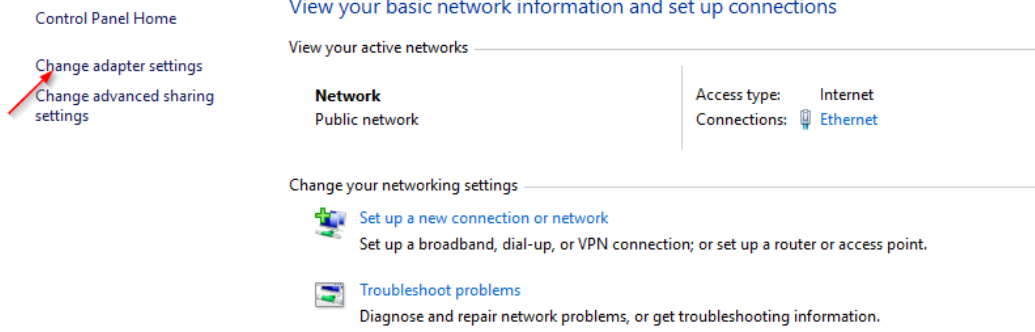 Control Panel Home
Change adapter settings
Change advanced sharing
settings
View your basic network information and set up connections
View your active networks
Network
Public network
Access type: Internet
Connections: Ethernet
Change your networking settings
Set up a new connection or network
Set up a broadband, dial-up, or VPN connection; or set up a router or access point.
Troubleshoot problems
Diagnose and repair network problems, or get troubleshooting information.